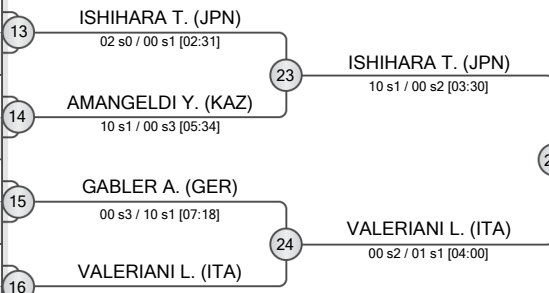 13
ISHIHARA T. (JPN)
02 s0 / 00 s1 [02:31]
23
ISHIHARA T. (JPN)
10 s1 / 00 s2 [03:30]
14
AMANGELDI Y. (KAZ)
10 s1 / 00 s3 [05:34]
15
GABLER A. (GER)
00 s3 / 10 s1 [07:18]
24
VALERIANI L. (ITA)
00 s2 / 01 s1 [04:00]
16
VALERIANI L. (ITA)